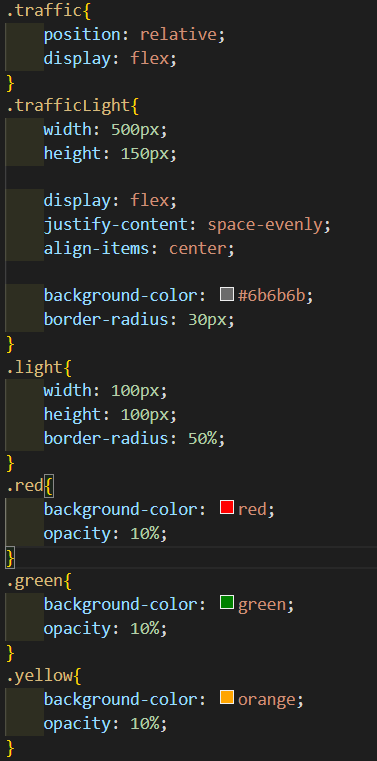 .traffic{
    position: relative;
    display: flex;
}
.trafficLight{
    width: 500px;
    height: 150px;

    display: flex;
    justify-content: space-evenly;
    align-items: center;

    background-color: #6b6b6b;
    border-radius: 30px;
}
.light{
    width: 100px;
    height: 100px;
    border-radius: 50%;
}
.red{
    background-color: red;
    opacity: 10%;
}
.green{
    background-color: green;
    opacity: 10%;
}
.yellow{
    background-color: orange;
    opacity: 10%;
}